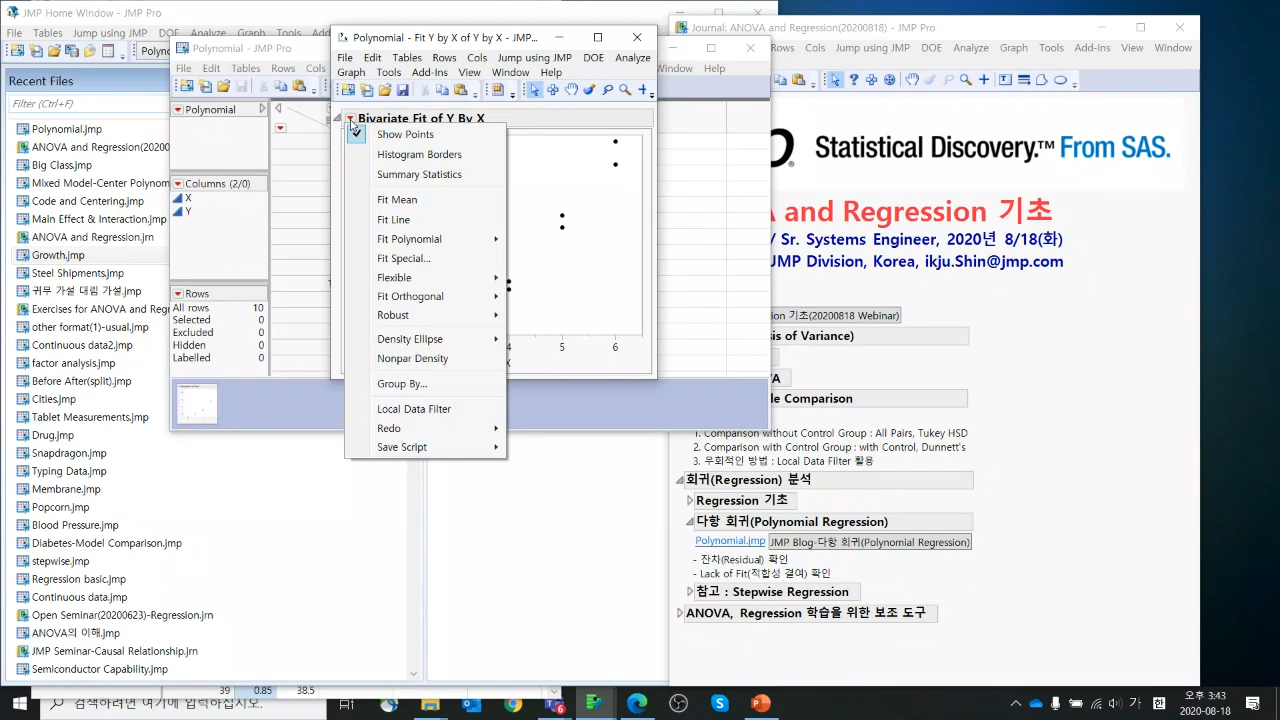 JMP Home Window - JMP Pro
File Tables
Jump using JMP
DOE Analyze Graph Tools View Window Help
Polynomial - JMP Pro
File Edit Tables Rows Cols
Window Help
Polynomial
Columns (2/0)
X
Y
Rows
All rows 10
Selected 0
Excluded 0
Hidden 0
Labelled 0
Recent Files
Filter (Ctrl+F)
Polynomial.jmp
ANOVA and Regression(20200
Big Class.jmp
Mixed Model-Center Polynom
Code and Centering.jmp
Main Effect & Interaction.jmp
ANOVA and Regression.jrn
Growth.jmp
Steel Shipments.jmp
귀무 가설 대립 가설.jmp
Exercises for ANOVA and Regr
other format(1)-usual.jmp
Continuous data2.jmp
factor analysis.jmp
Before After(split).jmp
Cities.jmp
Tablet Measurements.jmp
Drug.jmp
Snapdragon.jmp
Typing Data.jmp
Membrane.jmp
Popcorn.jmp
Blood Pressure.jmp
Diabetes-Model Comparison.jmp
stepwise.jmp
Regression basic.jmp
Continuous data.jmp
Open Seminar(20200623)-Regression.jrn
ANOVA의 이해.jmp
JMP Seminar-Causal Relationship.jrn
Semiconductor Capability.jmp
Polynomial - Fit Y by X of Y by X - JMP...
File Edit Tables Rows Cols Jump using JMP DOE Analyze
Graph Tools Add-Ins View Window Help
Bivariate Fit of Y By X
Show Points
Histogram Borders
Summary Statistics
Fit Mean
Fit Line
Fit Polynomial
Fit Special...
Flexible
Fit Orthogonal
Robust
Density Ellipse
Nonpar Density
Group By...
Local Data Filter
Redo
Save Script
4 5 6
X
Journal: ANOVA and Regression(20200818) - JMP Pro
Rows Cols Jump using JMP DOE Analyze Graph Tools Add-Ins View Window Help
Statistical Discovery.™ From SAS.
and Regression 기초
/ Sr. Systems Engineer, 2020년 8/18(화)
JMP Division, Korea, ikju.Shin@jmp.com
ion 기초(20200818 Webinar)
sis of Variance)
A
le Comparison
1. Comparison without Control Group : All Pairs, Tukey HSD
2. Comparison with Control Group : with Control, Dunnett's
3. 우회적인 방법 : Local Data Filter 활용
회귀(Regression) 분석
Regression 기초
다항 회귀(Polynomial Regression)
Polynomial.jmp JMP Blog-다항 회귀(Polynomial Regression)
- 잔차(Residual) 확인
- Lack of Fit(적합성 결여) 확인
참고 : Stepwise Regression
ANOVA, Regression 학습을 위한 보조 도구
39 0.85 38.5
검색하려면 여기에 입력하십시오.
가
오후 3:43
2020-08-18